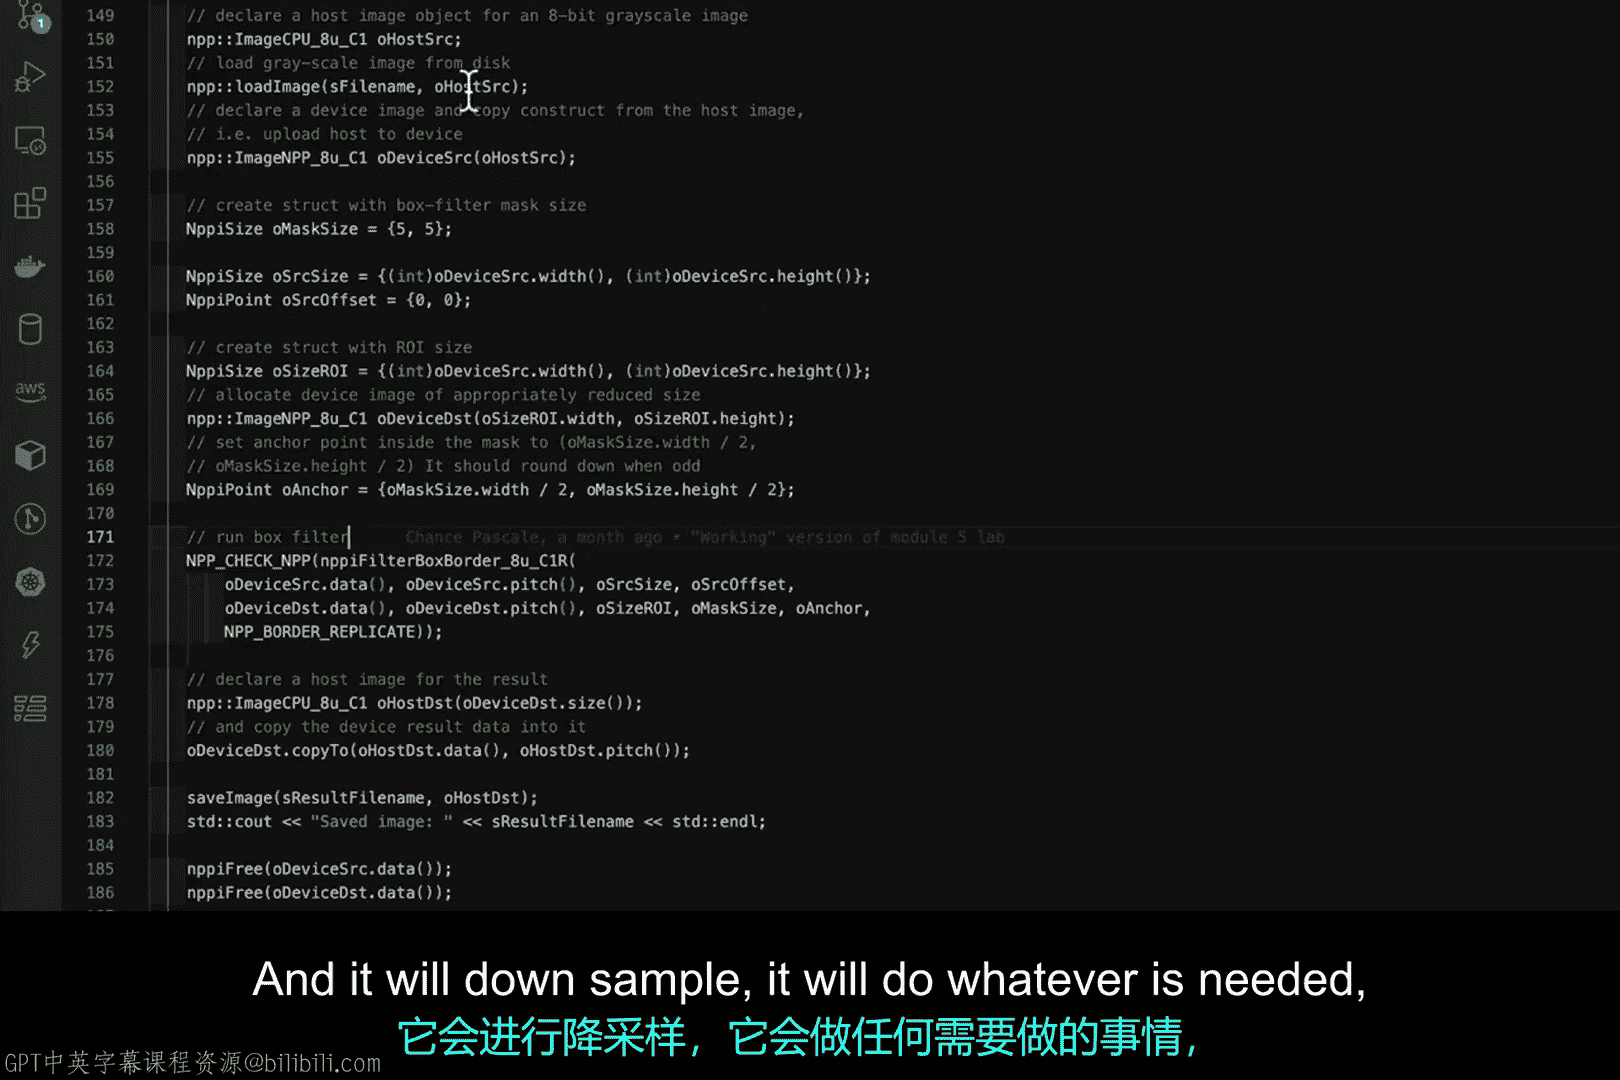 1
149 // declare a host image object for an 8-bit grayscale image
150 npp::ImageCPU_8u_C1 oHostSrc;
151 // load gray-scale image from disk
152 npp::loadImage(sFilename, oHostSrc);
153 // declare a device image and copy construct from the host image,
154 // i.e. upload host to device
155 npp::ImageNPP_8u_C1 oDeviceSrc(oHostSrc);
156
157 // create struct with box-filter mask size
158 NppiSize oMaskSize = {5, 5};
159
160 NppiSize oSrcSize = {(int)oDeviceSrc.width(), (int)oDeviceSrc.height()};
161 NppiPoint oSrcOffset = {0, 0};
162
163 // create struct with ROI size
164 NppiSize oSizeROI = {(int)oDeviceSrc.width(), (int)oDeviceSrc.height()};
165 // allocate device image of appropriately reduced size
166 npp::ImageNPP_8u_C1 oDeviceDst(oSizeROI.width, oSizeROI.height);
167 // set anchor point inside the mask to (oMaskSize.width / 2,
168 // oMaskSize.height / 2) It should round down when odd
169 NppiPoint oAnchor = {oMaskSize.width / 2, oMaskSize.height / 2};
170
171 // run box filter Chance Pascale, a month ago • "Working" version of module 5 lab
172 NPP_CHECK_NPP(nppiFilterBoxBorder_8u_C1R(
173 oDeviceSrc.data(), oDeviceSrc.pitch(), oSrcSize, oSrcOffset,
174 oDeviceDst.data(), oDeviceDst.pitch(), oSizeROI, oMaskSize, oAnchor,
175 NPP_BORDER_REPLICATE));
176
177 // declare a host image for the result
178 npp::ImageCPU_8u_C1 oHostDst(oDeviceDst.size());
179 // and copy the device result data into it
180 oDeviceDst.copyTo(oHostDst.data(), oHostDst.pitch());
181
182 saveImage(sResultFilename, oHostDst);
183 std::cout << "Saved image: " << sResultFilename << std::endl;
184
185 nppiFree(oDeviceSrc.data());
186 nppiFree(oDeviceDst.data());
aws
And it will down sample, it will do whatever is needed,
它会进行降采样，它会做任何需要做的事情，
GPT中英字幕课程资源@bilibili.com